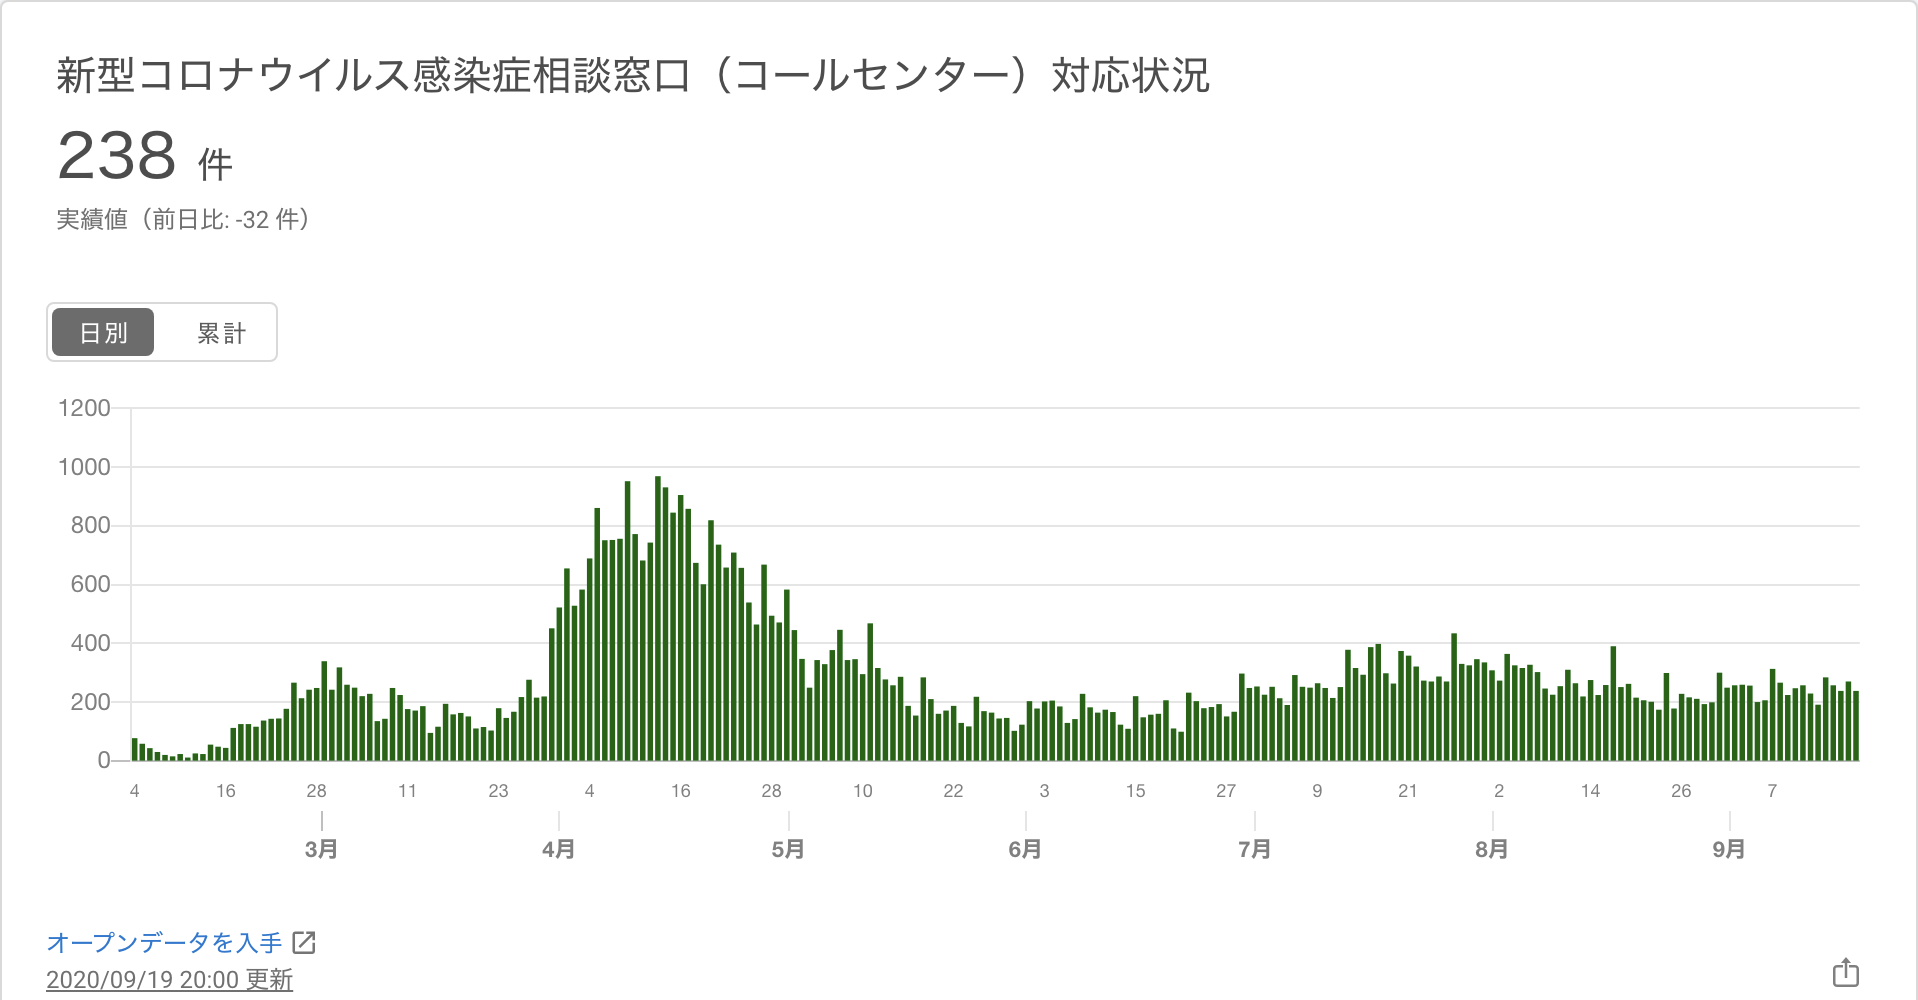 新型コロナウイルス感染症相談窓口（コールセンター）対応状況
238 件
実績値（前日比: -32 件）
日別 累計
1200
1000
800
600
400
200
0
4 16 28 11 23 4 16 28 10 22 3 15 27 9 21 2 14 26 7
3月 4月 5月 6月 7月 8月 9月
オープンデータを入手
2020/09/19 20:00 更新